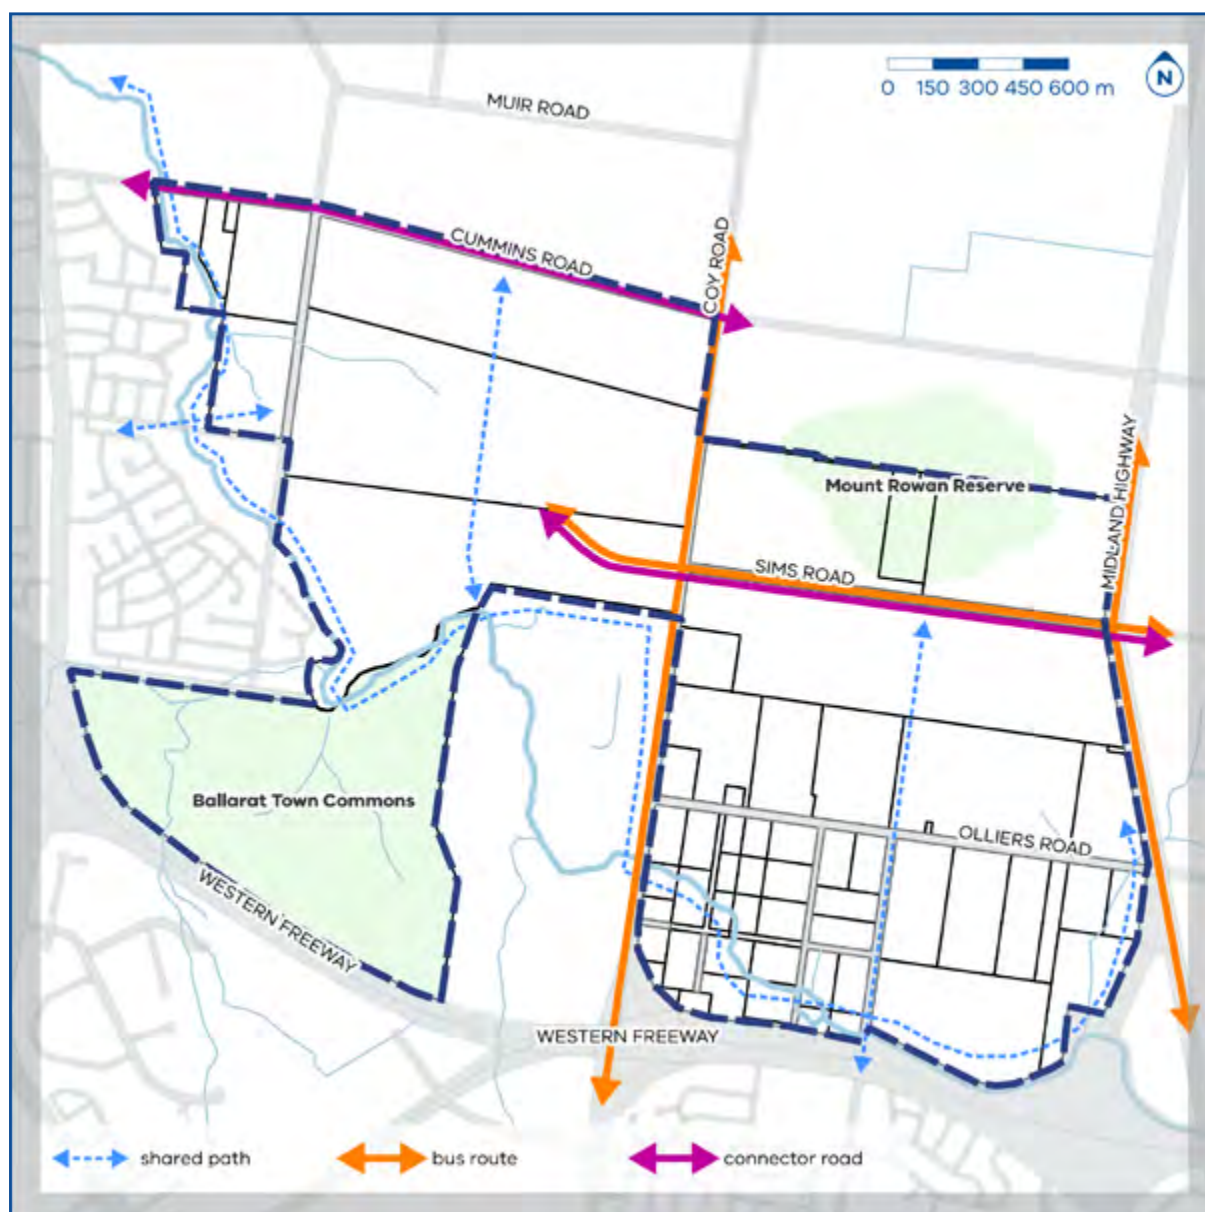 N
0 150 300 450 600 m
MUIR ROAD
CUMMINS ROAD
COY ROAD
MIDLAND HIGHWAY
Mount Rowan Reserve
SIMS ROAD
Ballarat Town Commons
OLLIERS ROAD
WESTERN FREEWAY
WESTERN FREEWAY
shared path
bus route
connector road